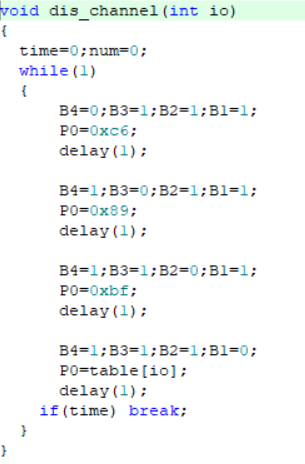 void dis_channel(int io)
{
time=0;num=0;
while(1)
{
B4=0;B3=1;B2=1;B1=1;
P0=0xc6;
delay(1);
B4=1;B3=0;B2=1;B1=1;
P0=0x89;
delay(1);
B4=1;B3=1;B2=0;B1=1;
P0=0xbf;
delay(1);
B4=1;B3=1;B2=1;B1=0;
P0=table[io];
delay(1);
if(time) break;
}
}